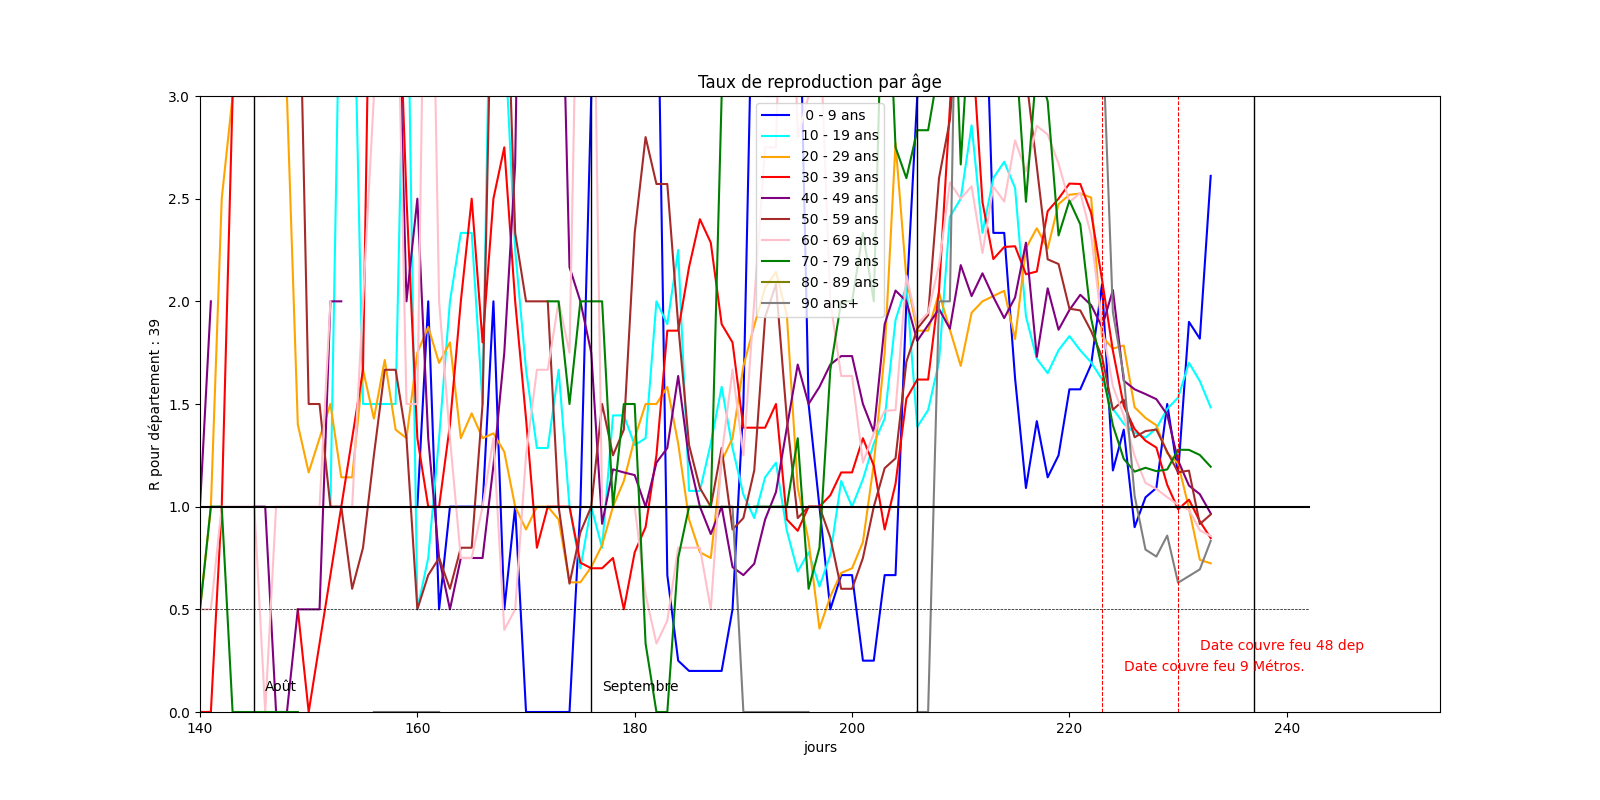 Taux de reproduction par âge
3.0
2.5
2.0
1.5
1.0
0.5
0.0
R pour département : 39
0 - 9 ans
10 - 19 ans
20 - 29 ans
30 - 39 ans
40 - 49 ans
50 - 59 ans
60 - 69 ans
70 - 79 ans
80 - 89 ans
90 ans+
Date couvre feu 48 dep
Date couvre feu 9 Métros.
Août
Septembre
140
160
180
200
220
240
jours